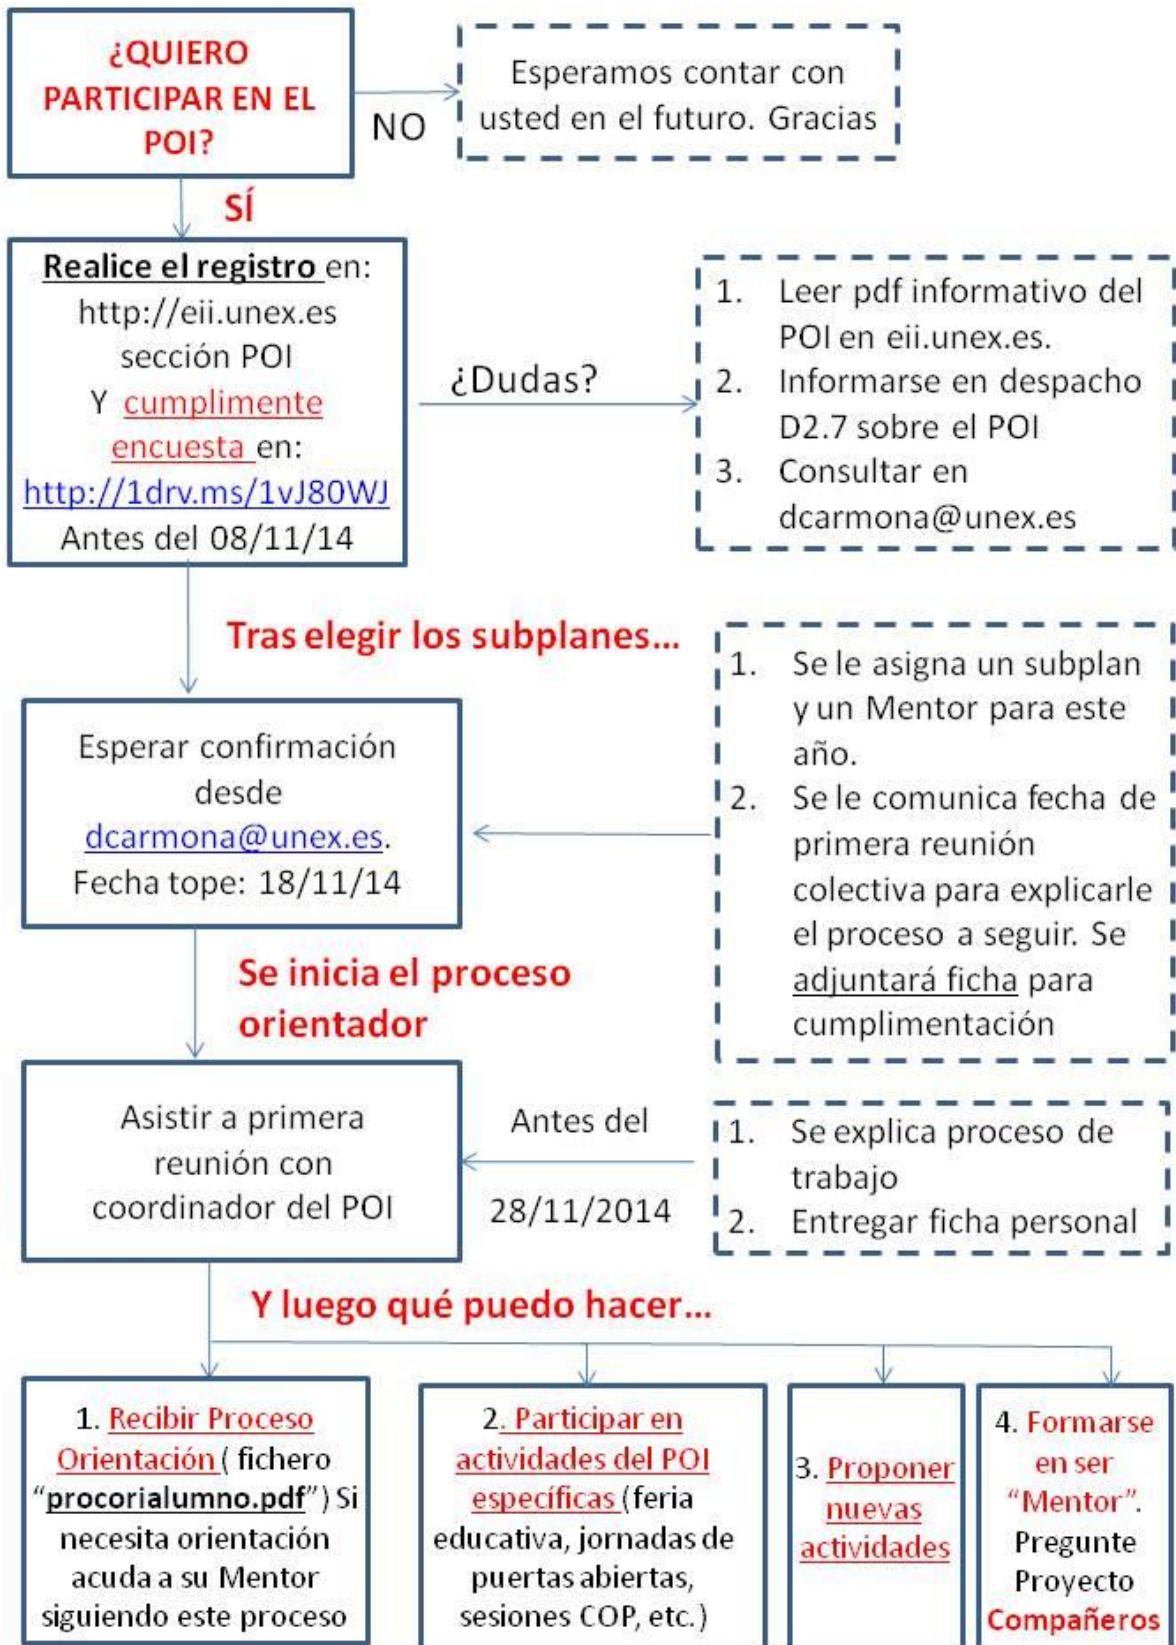 ¿QUIERO
PARTICIPAR EN EL
POI?
NO
Esperamos contar con
usted en el futuro. Gracias
SÍ
Realice el registro en:
http://eii.unex.es
sección POI
Y cumplimente
encuesta en:
http://1drv.ms/1vJ80WJ
Antes del 08/11/14
¿Dudas?
1. Leer pdf informativo del
POI en eii.unex.es.
2. Informarse en despacho
D2.7 sobre el POI
3. Consultar en
dcarmona@unex.es
Tras elegir los subplanes...
Esperar confirmación
desde
dcarmona@unex.es.
Fecha tope: 18/11/14
1. Se le asigna un subplan
y un Mentor para este
año.
2. Se le comunica fecha de
primera reunión
colectiva para explicarle
el proceso a seguir. Se
adjuntará ficha para
cumplimentación
Se inicia el proceso
orientador
Asistir a primera
reunión con
coordinador del POI
Antes del
28/11/2014
1. Se explica proceso de
trabajo
2. Entregar ficha personal
Y luego qué puedo hacer...
1. Recibir Proceso
Orientación ( fichero
“procorialumno.pdf”) Si
necesita orientación
acuda a su Mentor
siguiendo este proceso
2. Participar en
actividades del POI
específicas (feria
educativa, jornadas de
puertas abiertas,
sesiones COP, etc.)
3. Proponer
nuevas
actividades
4. Formarse
en ser
“Mentor”.
Pregunte
Proyecto
Compañeros